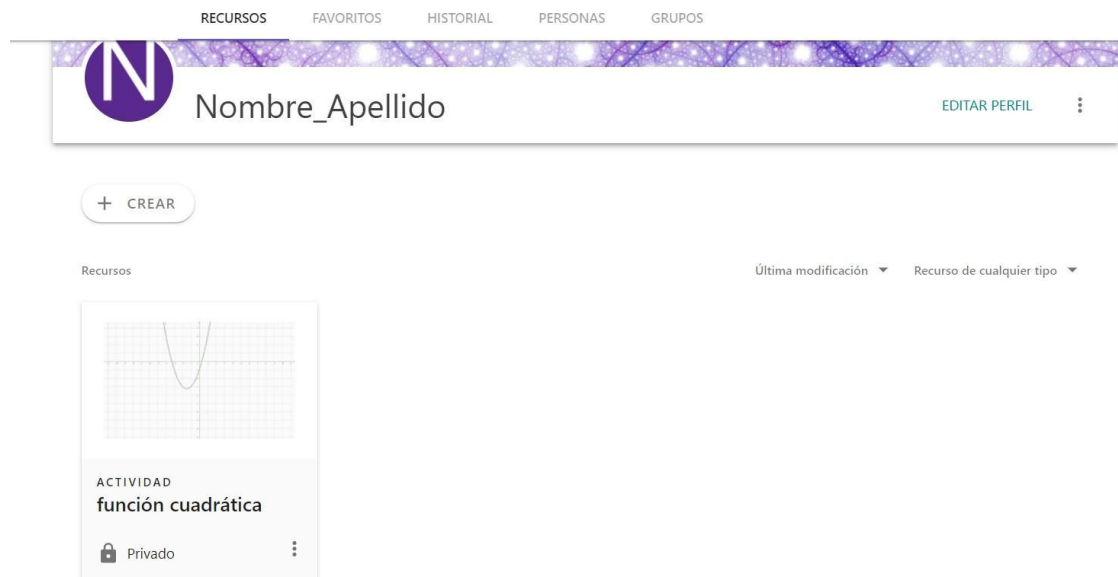 RECURSOS FAVORITOS HISTORIAL PERSONAS GRUPOS
N
Nombre_Apellido
EDITAR PERFIL
+ CREAR
Recursos
Última modificación
Recurso de cualquier tipo
ACTIVIDAD
función cuadrática
Privado